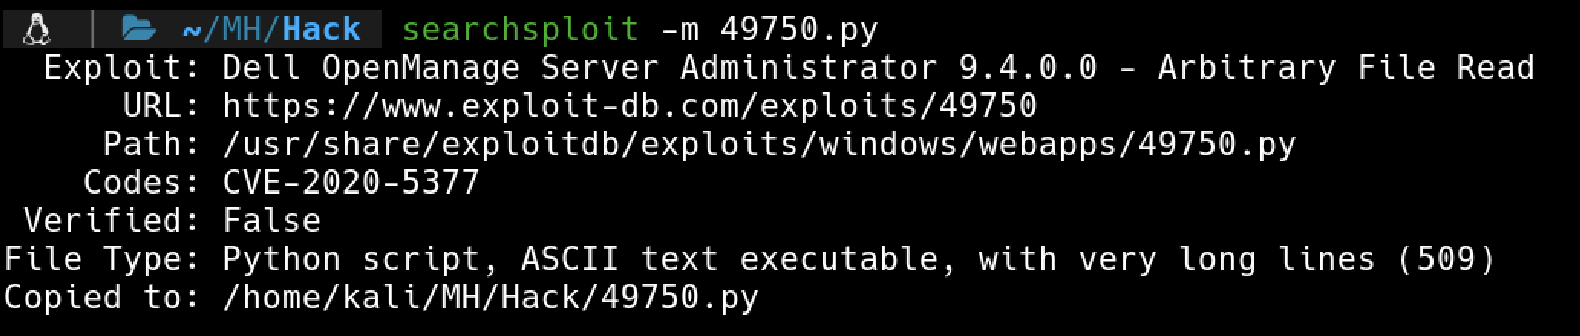 ~/MH/Hack searchsploit -m 49750.py
Exploit: Dell OpenManage Server Administrator 9.4.0.0 - Arbitrary File Read
URL: https://www.exploit-db.com/exploits/49750
Path: /usr/share/exploitdb/exploits/windows/webapps/49750.py
Codes: CVE-2020-5377
Verified: False
File Type: Python script, ASCII text executable, with very long lines (509)
Copied to: /home/kali/MH/Hack/49750.py